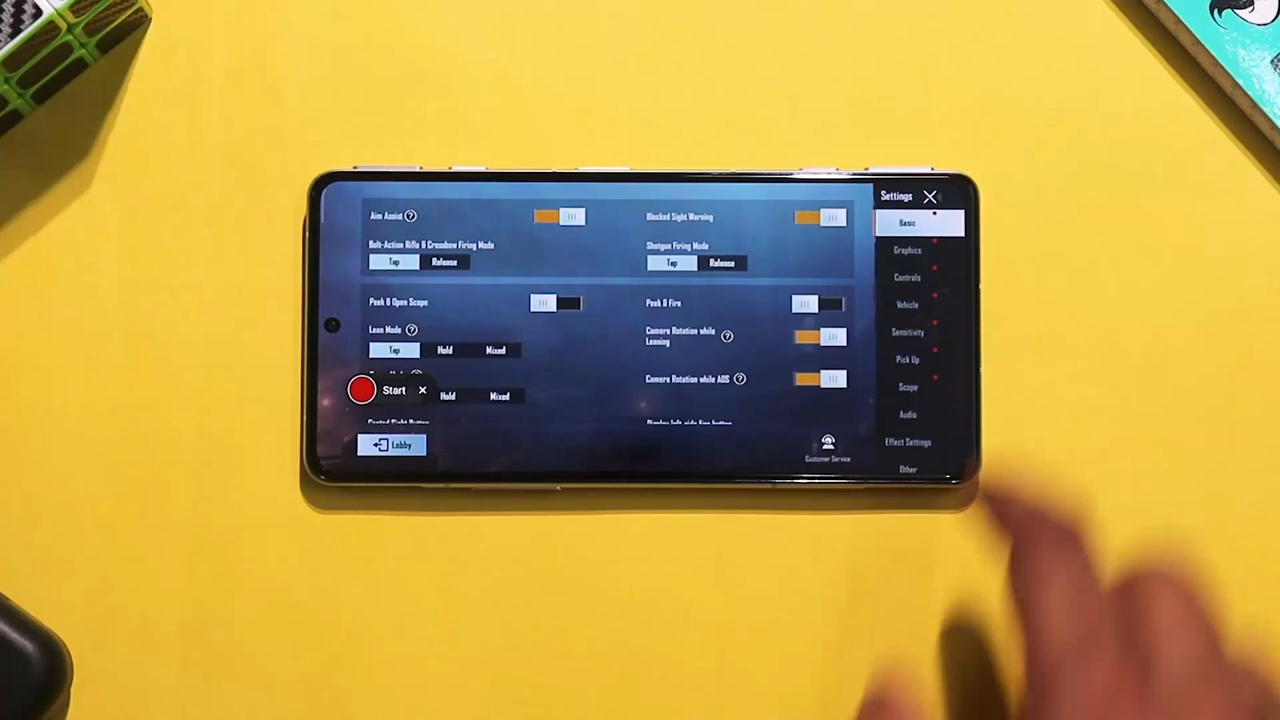 Settings
Aim Assist
Blocked Sight Warning
Basic
Bolt-Action Rifle & Crossbow Firing Mode
Shotgun Firing Mode
Tap Release
Tap Release
Graphics
Controls
Peek & Open Scope
Peek & Fire
Vehicle
Lean Mode
Camera Rotation while
Leaning
Sensitivity
Tap Hold Mixed
Pick Up
Camera Rotation while ADS
Start
Hold Mixed
Scope
Audio
Lobby
Customer Service
Effect Settings
Other